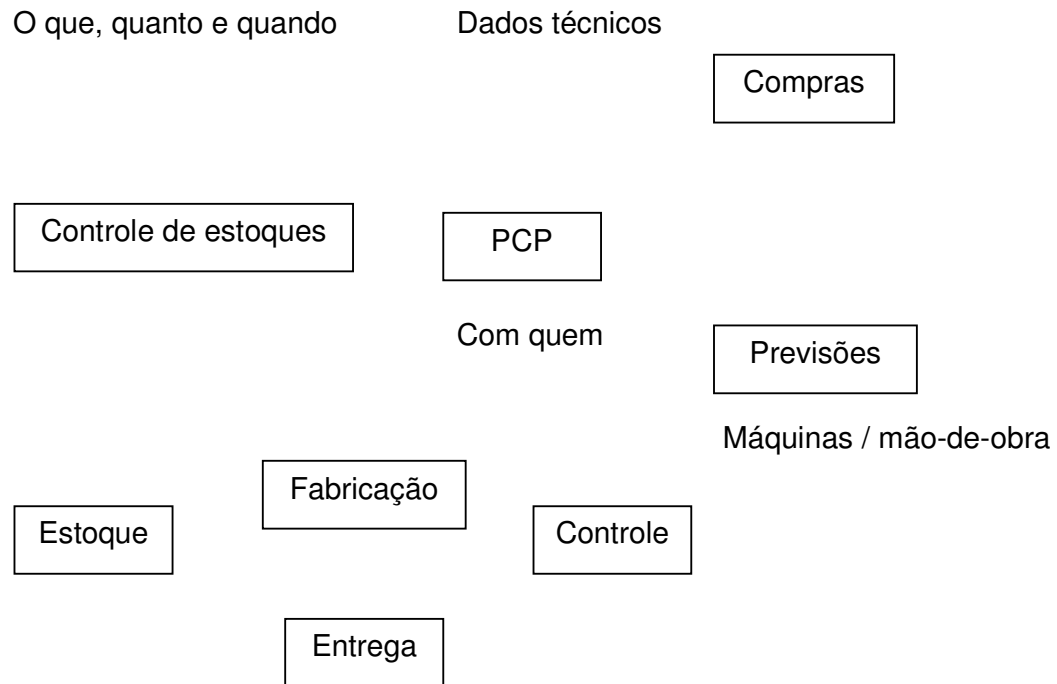 O que, quanto e quando
Dados técnicos
Compras
Controle de estoques
PCP
Com quem
Previsões
Máquinas / mão-de-obra
Fabricação
Estoque
Controle
Entrega